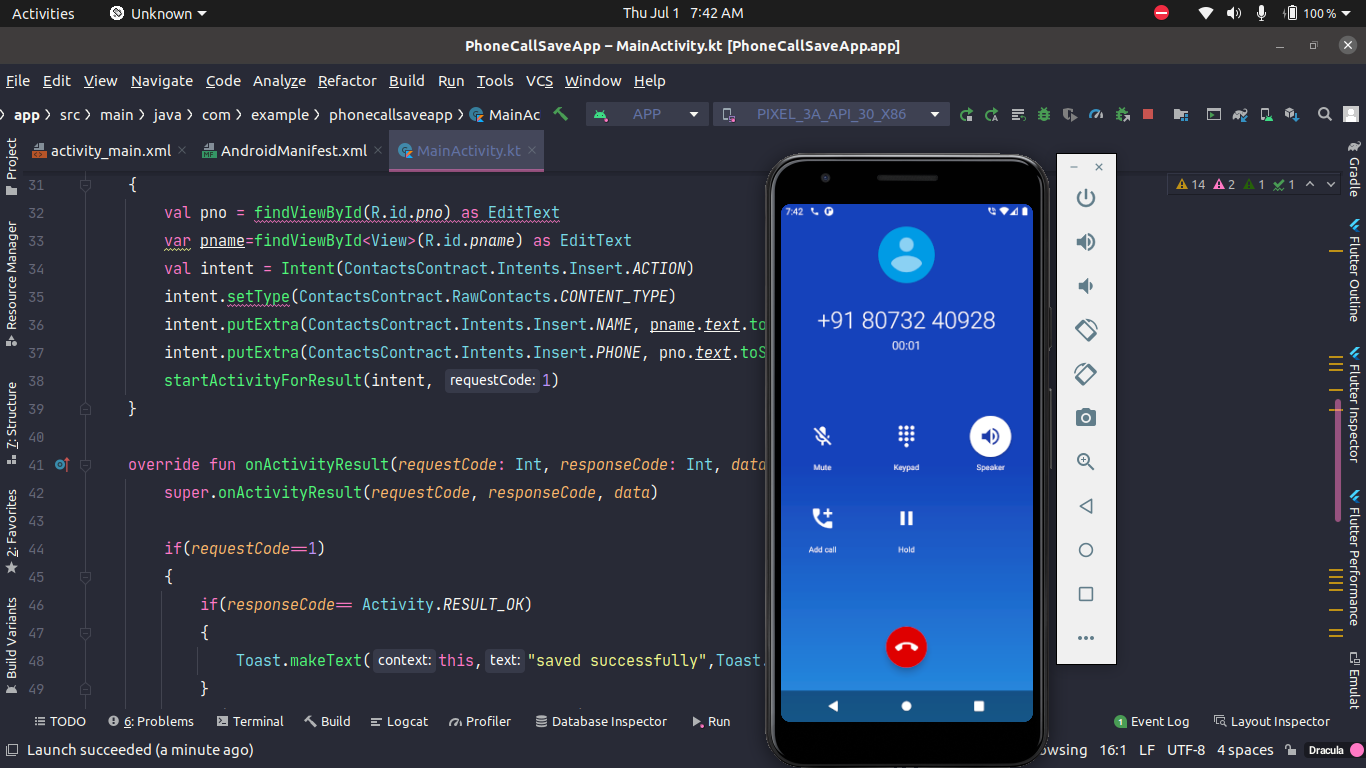 Activities
Unknown
Thu Jul 1 7:42 AM
100 %
PhoneCallSaveApp – MainActivity.kt [PhoneCallSaveApp.app]
File Edit View Navigate Code Analyze Refactor Build Run Tools VCS Window Help
app src main java com example phonecallsaveapp MainAc
APP
PIXEL_3A_API_30_X86
activity_main.xml
AndroidManifest.xml
MainActivity.kt
14 2 1 1
31 {
32 val pno = findViewById(R.id.pno) as EditText
33 var pname=findViewById<View>(R.id.pname) as EditText
34 val intent = Intent(ContactsContract.Intents.Insert.ACTION)
35 intent.setType(ContactsContract.RawContacts.CONTENT_TYPE)
36 intent.putExtra(ContactsContract.Intents.Insert.NAME, pname.text.to
37 intent.putExtra(ContactsContract.Intents.Insert.PHONE, pno.text.toS
38 startActivityForResult(intent, requestCode: 1)
39 }
40
41 override fun onActivityResult(requestCode: Int, responseCode: Int, data
42 super.onActivityResult(requestCode, responseCode, data)
43
44 if(requestCode==1)
45 {
46 if(responseCode== Activity.RESULT_OK)
47 {
48 Toast.makeText( context: this, text: "saved successfully",Toast.
49 }
Project
Resource Manager
7: Structure
2: Favorites
Build Variants
7:42
+91 80732 40928
00:01
Mute
Keypad
Speaker
Add call
Hold
Gradle
Flutter Outline
Flutter Inspector
Flutter Performance
Emulat
TODO
6: Problems
Terminal
Build
Logcat
Profiler
Database Inspector
Run
1 Event Log
Layout Inspector
Launch succeeded (a minute ago)
owsing
16:1 LF UTF-8 4 spaces
Dracula